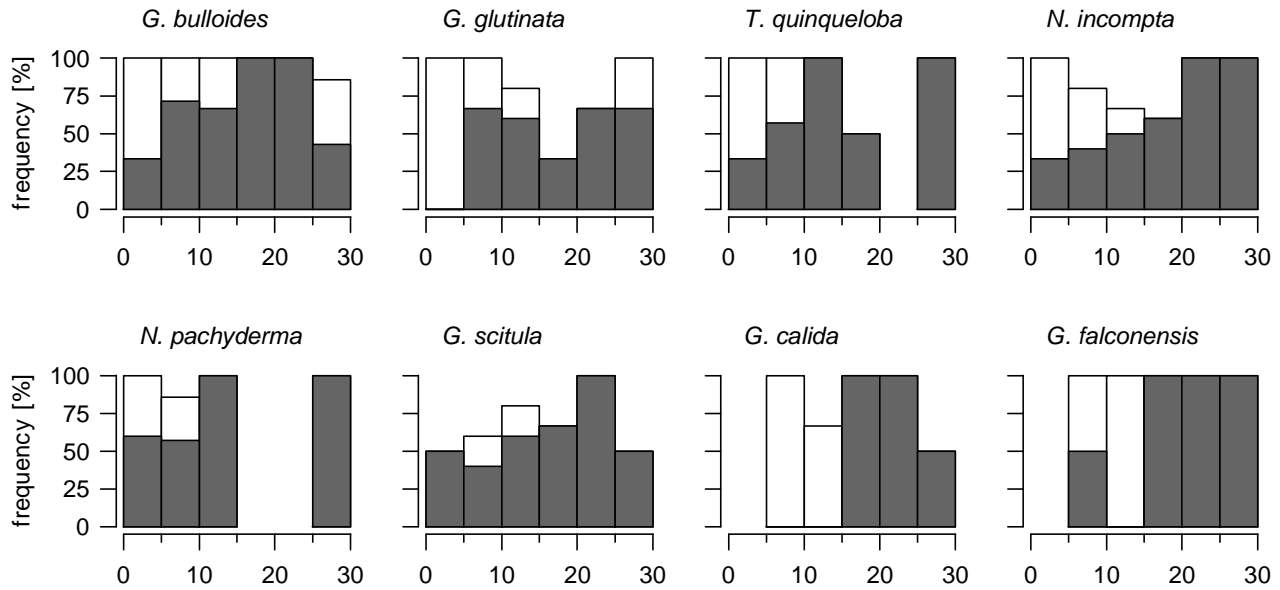 G. bulloides G. glutinata T. quinqueloba N. incompta
frequency [%]
100
75
50
25
0
0 10 20 30 0 10 20 30 0 10 20 30 0 10 20 30
N. pachyderma G. scitula G. calida G. falconensis
frequency [%]
100
75
50
25
0
0 10 20 30 0 10 20 30 0 10 20 30 0 10 20 30